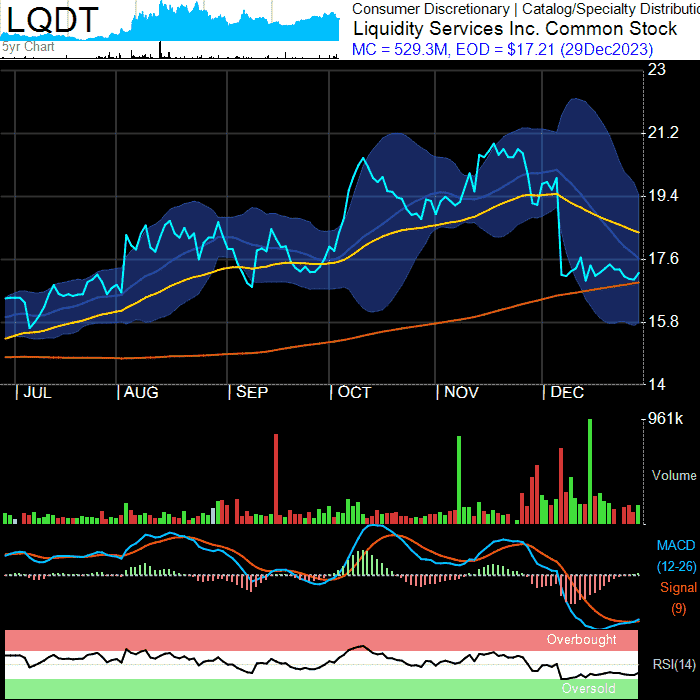 LQDT
5yr Chart
Consumer Discretionary | Catalog/Specialty Distributio
Liquidity Services Inc. Common Stock
MC = 529.3M, EOD = $17.21 (29Dec2023)
23
21.2
19.4
17.6
15.8
14
| JUL | AUG | SEP | OCT | NOV | DEC
961k
Volume
MACD
(12-26)
Signal
(9)
Overbought
RSI(14)
Oversold